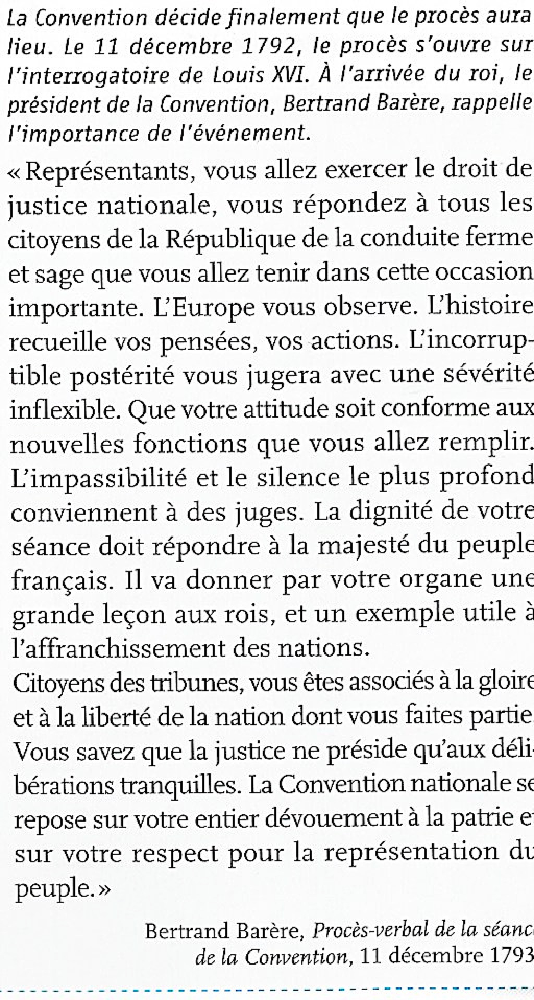 La Convention décide finalement que le procès aura
lieu. Le 11 décembre 1792, le procès s'ouvre sur
l'interrogatoire de Louis XVI. À l'arrivée du roi, le
président de la Convention, Bertrand Barère, rappelle
l'importance de l'événement.
« Représentants, vous allez exercer le droit de
justice nationale, vous répondez à tous les
citoyens de la République de la conduite ferme
et sage que vous allez tenir dans cette occasion
importante. L'Europe vous observe. L'histoire
recueille vos pensées, vos actions. L'incorrup-
tible postérité vous jugera avec une sévérité
inflexible. Que votre attitude soit conforme aux
nouvelles fonctions que vous allez remplir.
L'impassibilité et le silence le plus profond
conviennent à des juges. La dignité de votre
séance doit répondre à la majesté du peuple
français. Il va donner par votre organe une
grande leçon aux rois, et un exemple utile à
l'affranchissement des nations.
Citoyens des tribunes, vous êtes associés à la gloire
et à la liberté de la nation dont vous faites partie.
Vous savez que la justice ne préside qu'aux déli-
bérations tranquilles. La Convention nationale se
repose sur votre entier dévouement à la patrie et
sur votre respect pour la représentation du
peuple. »
Bertrand Barère, Procès-verbal de la séance
de la Convention, 11 décembre 1793